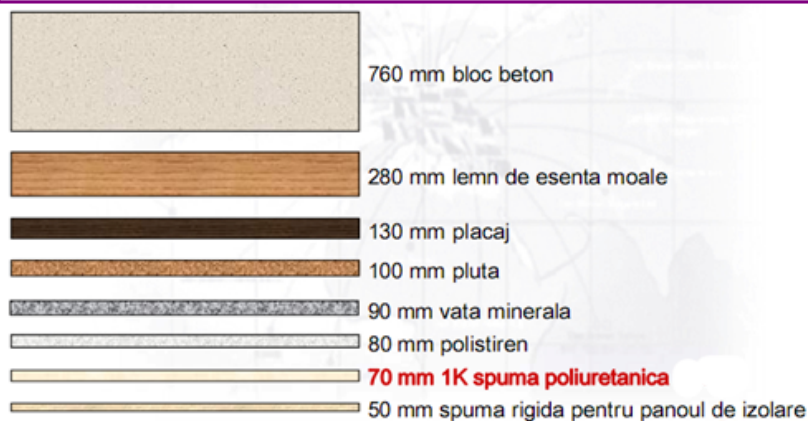 760 mm bloc beton
280 mm lemn de esenta moale
130 mm placaj
100 mm pluta
90 mm vata minerala
80 mm polistiren
70 mm 1K spuma poliuretanica
50 mm spuma rigida pentru panoul de izolare